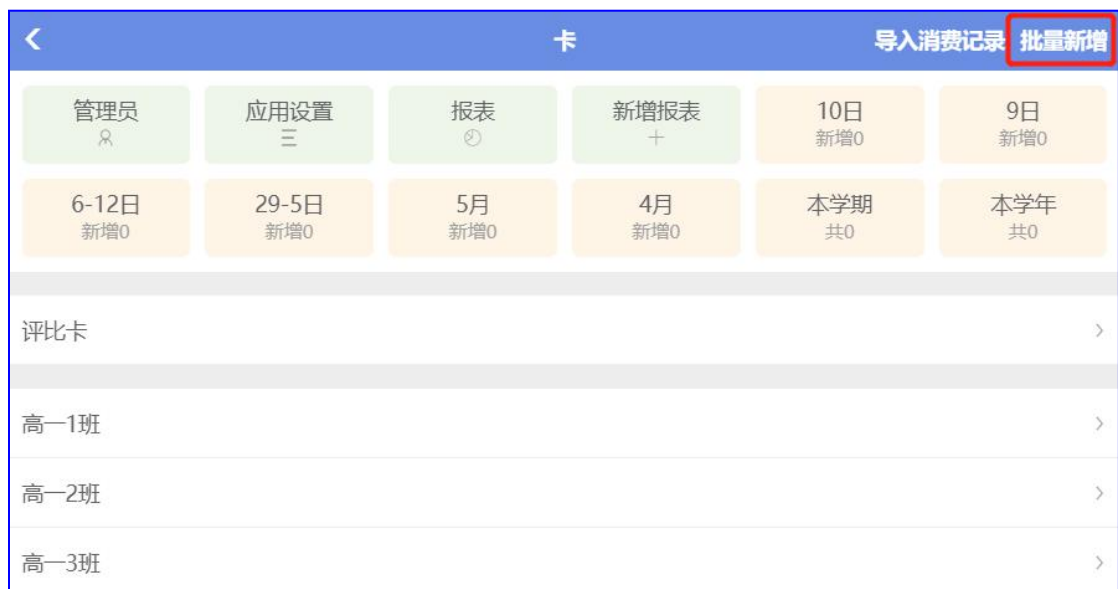 卡 导入消费记录 批量新增
管理员 应用设置 报表 新增报表 10日 9日
新增0 新增0
6-12日 29-5日 5月 4月 本学期 本学年
新增0 新增0 新增0 新增0 共0 共0
评比卡
高一1班
高一2班
高一3班